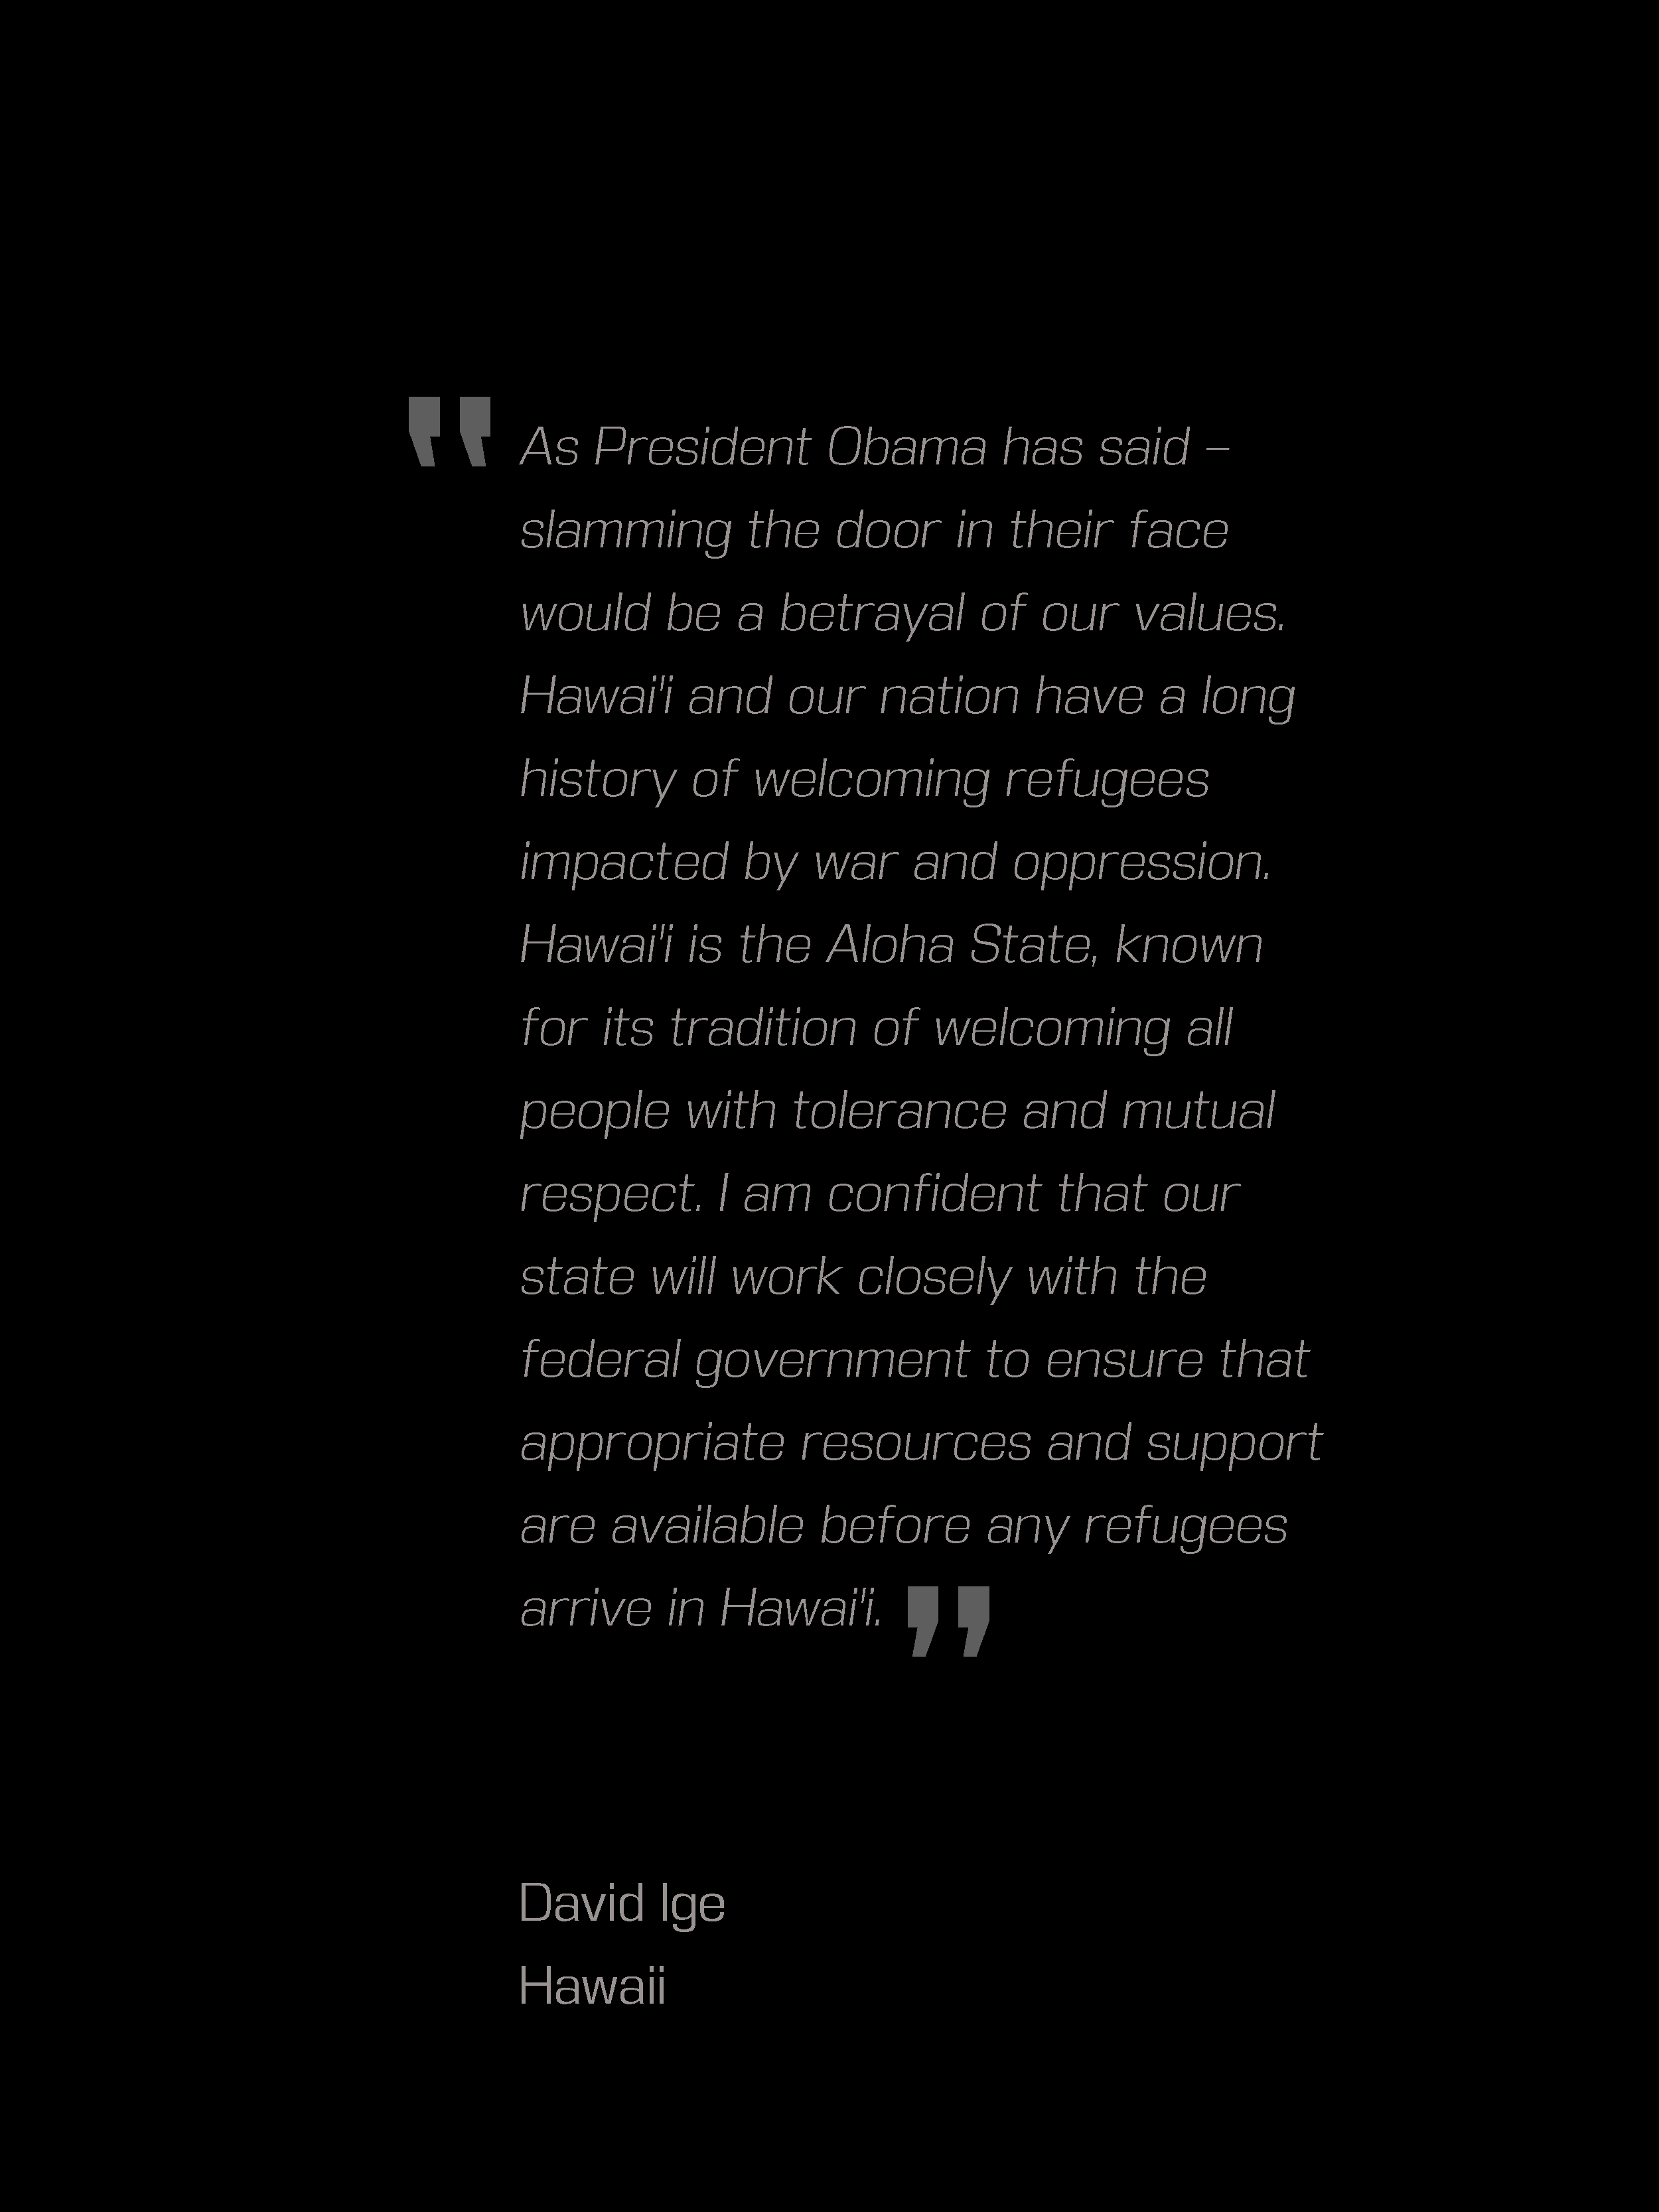 ‟As President Obama has said –
slamming the door in their face
would be a betrayal of our values.
Hawai'i and our nation have a long
history of welcoming refugees
impacted by war and oppression.
Hawai'i is the Aloha State, known
for its tradition of welcoming all
people with tolerance and mutual
respect. I am confident that our
state will work closely with the
federal government to ensure that
appropriate resources and support
are available before any refugees
arrive in Hawai'i.”
David Ige
Hawaii